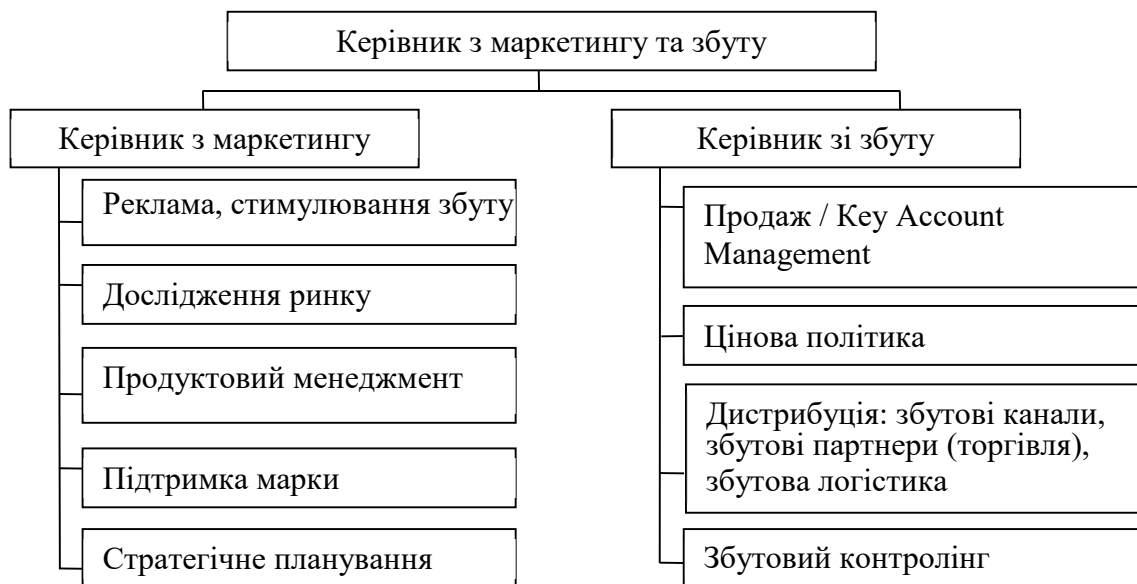 Керівник з маркетингу та збуту
Керівник з маркетингу
Реклама, стимулювання збуту
Дослідження ринку
Продуктовий менеджмент
Підтримка марки
Стратегічне планування
Керівник зі збуту
Продаж / Key Account
Management
Цінова політика
Дистрибуція: збутові канали,
збутові партнери (торгівля),
збутова логістика
Збутовий контролінг